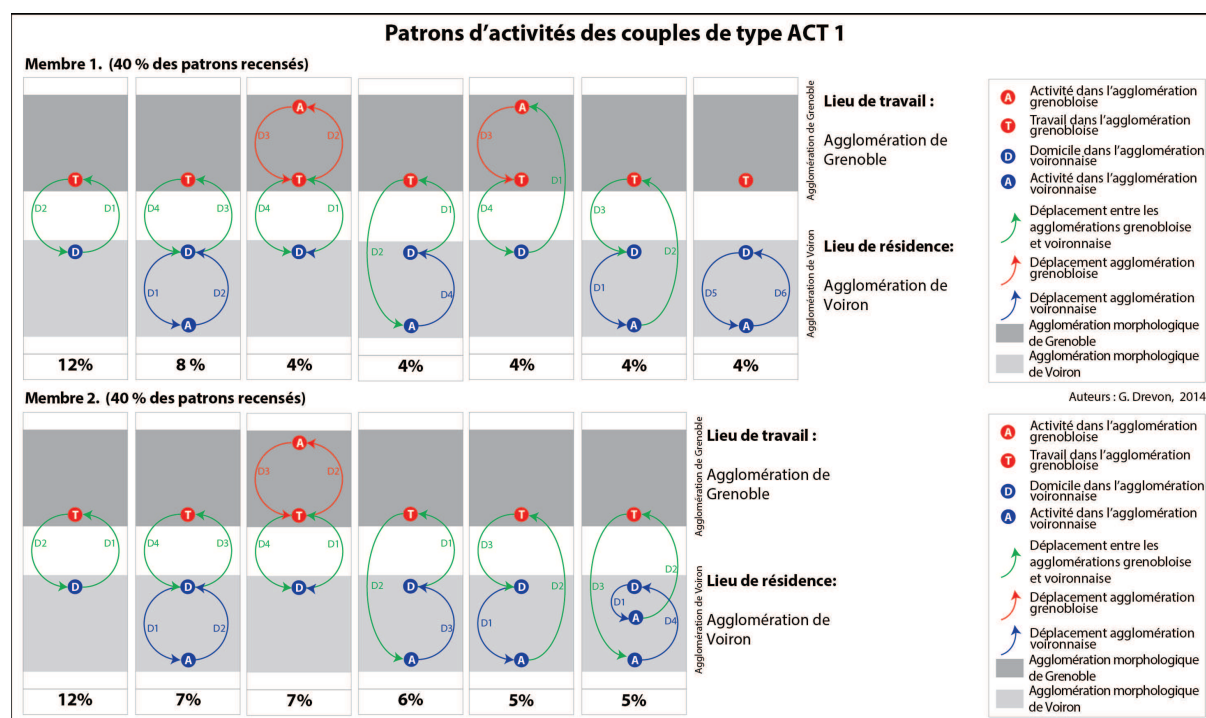 Patrons d'activités des couples de type ACT 1
Membre 1. (40 % des patrons recensés)
A
A
D3
D2
D3
D1
T
T
T
T
T
T
T
D2
D1
D4
D3
D4
D1
D1
D4
D3
D2
D2
D
D
D
D
D
D
D
D1
D2
D4
D1
D5
D6
A
A
A
A
12%
8 %
4%
4%
4%
4%
4%
Agglomération de Grenoble
Agglomération de Voiron
Lieu de travail :
Agglomération de
Grenoble
Lieu de résidence:
Agglomération de
Voiron
A Activité dans l'agglomération
grenobloise
T Travail dans l'agglomération
grenobloise
D Domicile dans l'agglomération
voironnaise
A Activité dans l'agglomération
voironnaise
Déplacement entre les
agglomérations grenobloise
et voironnaise
Déplacement agglomération
grenobloise
Déplacement agglomération
voironnaise
Agglomération morphologique
de Grenoble
Agglomération morphologique
de Voiron
Auteurs : G. Drevon, 2014
Membre 2. (40 % des patrons recensés)
A
D3
D2
T
T
T
T
T
T
D2
D1
D4
D3
D4
D1
D1
D3
D2
D2
D2
D3
D
D
D
D
D
D
D1
D2
D3
D1
D1
A
D4
A
A
A
A
12%
7%
7%
6%
5%
5%
Agglomération de Grenoble
Agglomération de Voiron
Lieu de travail :
Agglomération de
Grenoble
Lieu de résidence:
Agglomération de
Voiron
A Activité dans l'agglomération
grenobloise
T Travail dans l'agglomération
grenobloise
D Domicile dans l'agglomération
voironnaise
A Activité dans l'agglomération
voironnaise
Déplacement entre les
agglomérations grenobloise
et voironnaise
Déplacement agglomération
grenobloise
Déplacement agglomération
voironnaise
Agglomération morphologique
de Grenoble
Agglomération morphologique
de Voiron